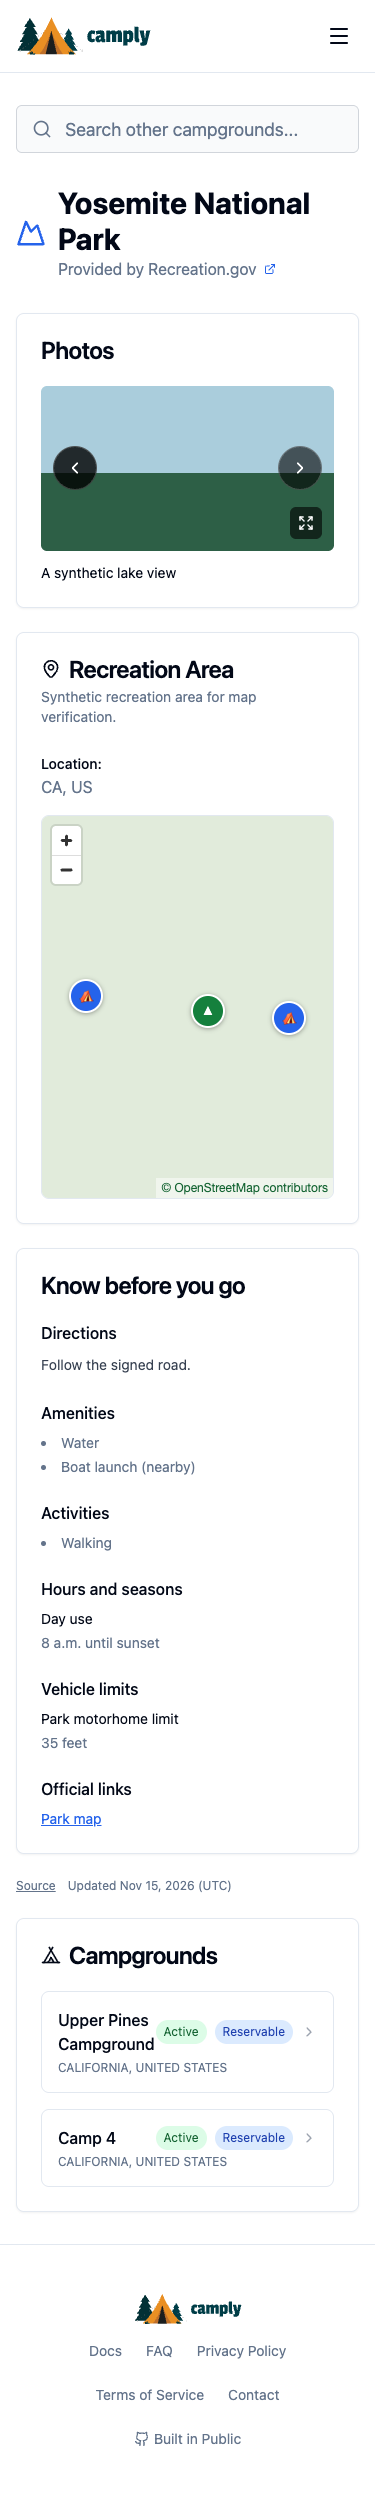 camply
Search other campgrounds...
Yosemite National
Park
Provided by Recreation.gov
Photos
A synthetic lake view
Recreation Area
Synthetic recreation area for map
verification.
Location:
CA, US
+
−
© OpenStreetMap contributors
Know before you go
Directions
Follow the signed road.
Amenities
• Water
• Boat launch (nearby)
Activities
• Walking
Hours and seasons
Day use
8 a.m. until sunset
Vehicle limits
Park motorhome limit
35 feet
Official links
Park map
Source Updated Nov 15, 2026 (UTC)
Campgrounds
Upper Pines
Campground
Active Reservable
CALIFORNIA, UNITED STATES
Camp 4 Active Reservable
CALIFORNIA, UNITED STATES
camply
Docs FAQ Privacy Policy
Terms of Service Contact
Built in Public